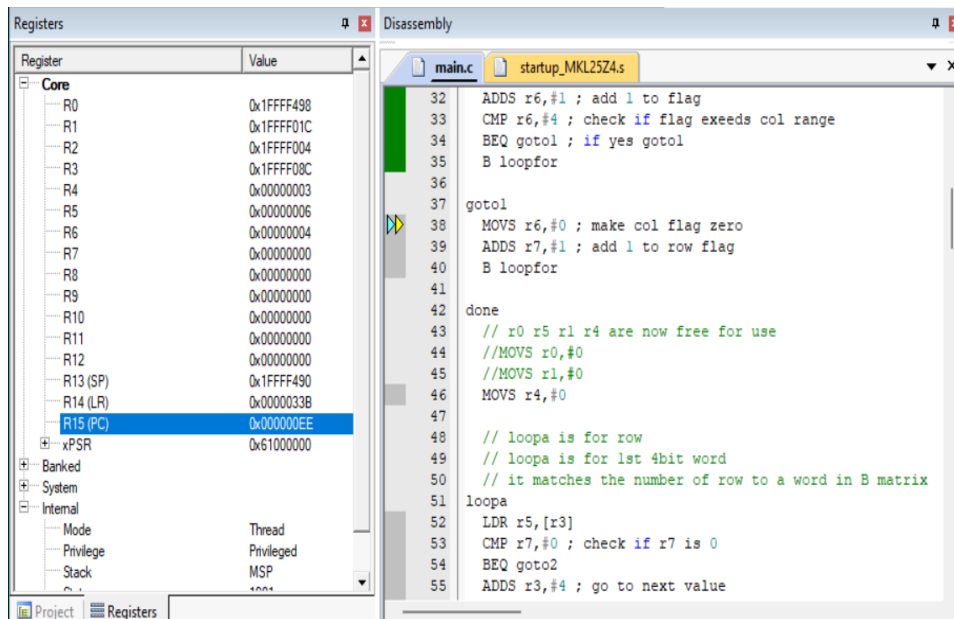 Registers
Register Value
Core
R0 0x1FFFF498
R1 0x1FFFF01C
R2 0x1FFFF004
R3 0x1FFFF08C
R4 0x00000003
R5 0x00000006
R6 0x00000004
R7 0x00000000
R8 0x00000000
R9 0x00000000
R10 0x00000000
R11 0x00000000
R12 0x00000000
R13 (SP) 0x1FFFF490
R14 (LR) 0x0000033B
R15 (PC) 0x000000EE
xPSR 0x61000000
Banked
System
Internal
Mode Thread
Privilege Privileged
Stack MSP
Project Registers
Disassembly
main.c startup_MKL25Z4.s
32 ADDS r6,#1 ; add 1 to flag
33 CMP r6,#4 ; check if flag exeeds col range
34 BEQ goto1 ; if yes goto1
35 B loopfor
36
37 goto1
38 MOVS r6,#0 ; make col flag zero
39 ADDS r7,#1 ; add 1 to row flag
40 B loopfor
41
42 done
43 // r0 r5 r1 r4 are now free for use
44 //MOVS r0,#0
45 //MOVS r1,#0
46 MOVS r4,#0
47
48 // loopa is for row
49 // loopa is for 1st 4bit word
50 // it matches the number of row to a word in B matrix
51 loopa
52 LDR r5,[r3]
53 CMP r7,#0 ; check if r7 is 0
54 BEQ goto2
55 ADDS r3,#4 ; go to next value